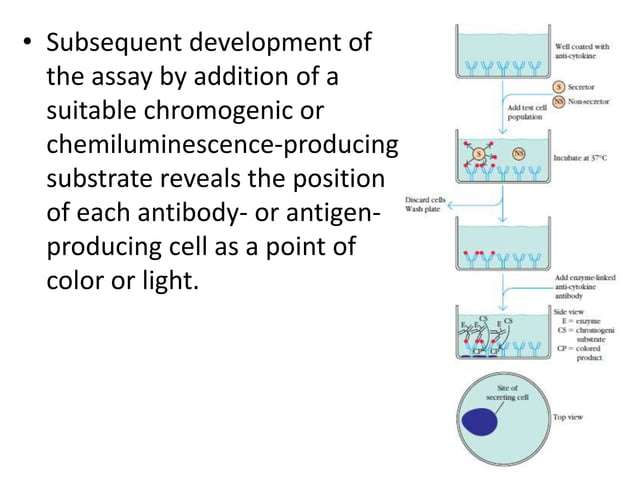 • Subsequent development of
the assay by addition of a
suitable chromogenic or
chemiluminescence-producing
substrate reveals the position
of each antibody- or antigen-
producing cell as a point of
color or light.
Well coated with
anti-cytokine
S Secretor
NS Non-secretor
Add test cell
population
S NS
Incubate at 37°C
Discard cells
Wash plate
Add enzyme-linked
anti-cytokine
antibody
Side view
E = enzyme
CS = chromogeni
substrate
CP = colored
product
CS
E E E CS
CP CP
Site of
secreting cell
Top view